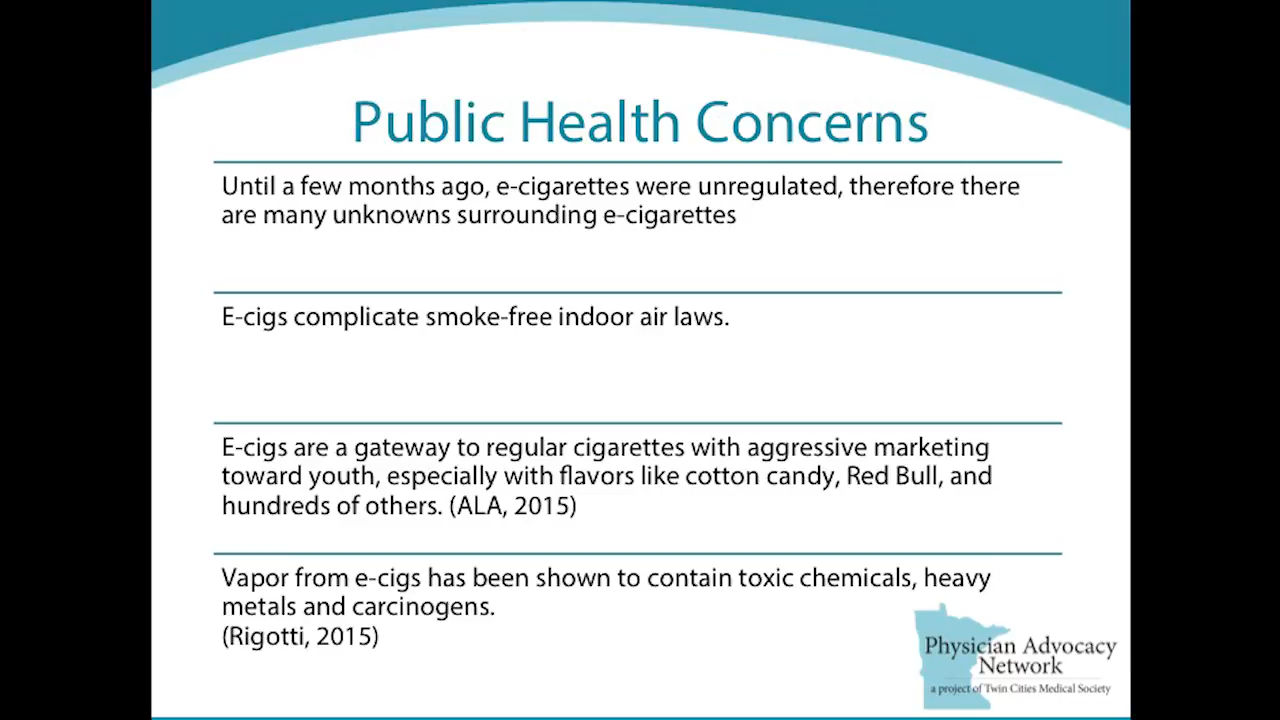 Public Health Concerns
Until a few months ago, e-cigarettes were unregulated, therefore there
are many unknowns surrounding e-cigarettes
E-cigs complicate smoke-free indoor air laws.
E-cigs are a gateway to regular cigarettes with aggressive marketing
toward youth, especially with flavors like cotton candy, Red Bull, and
hundreds of others. (ALA, 2015)
Vapor from e-cigs has been shown to contain toxic chemicals, heavy
metals and carcinogens.
(Rigotti, 2015)
Physician Advocacy
Network
a project of Twin Cities Medical Society